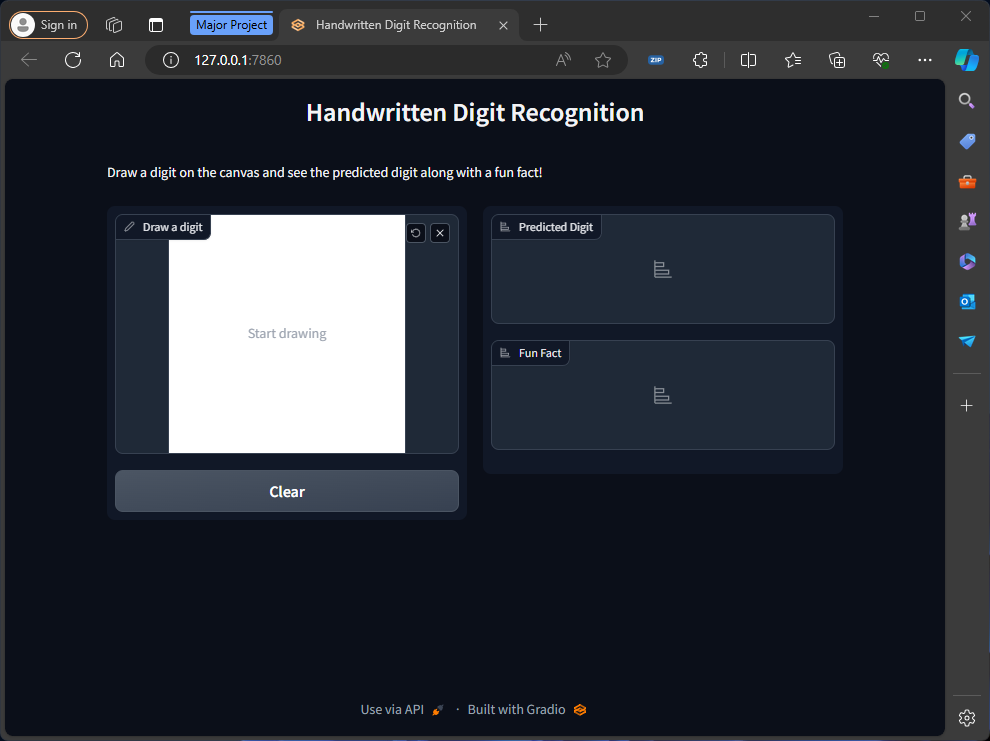 Sign in
Major Project
Handwritten Digit Recognition
127.0.0.1:7860
ZIP
Handwritten Digit Recognition
Draw a digit on the canvas and see the predicted digit along with a fun fact!
Draw a digit
Start drawing
Clear
Predicted Digit
Fun Fact
Use via API · Built with Gradio